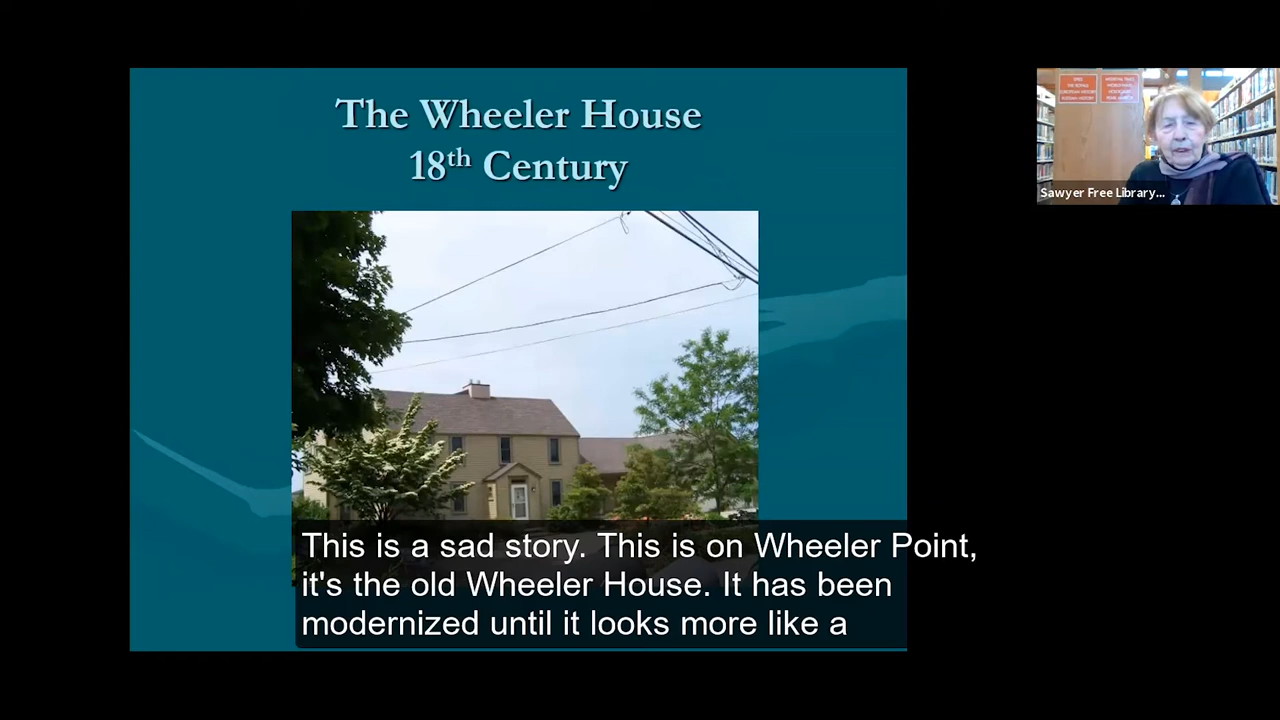 The Wheeler House
18th Century
Sawyer Free Library...
This is a sad story. This is on Wheeler Point,
it's the old Wheeler House. It has been
modernized until it looks more like a